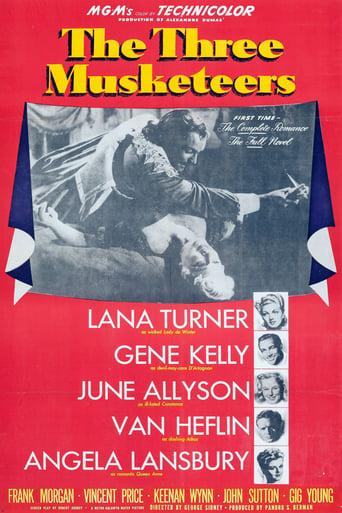 MGM's COLOR BY TECHNICOLOR
PRODUCTION OF ALEXANDRE DUMAS'
The Three
Musketeers
FIRST TIME —
The Complete Romance
The Full Novel
LANA TURNER
as wicked Lady de Winter
GENE KELLY
as devil-may-care D'Artagnan
JUNE ALLYSON
as ill-fated Constance
VAN HEFLIN
as dashing Athos
ANGELA LANSBURY
as romantic Queen Anne
FRANK MORGAN • VINCENT PRICE • KEENAN WYNN • JOHN SUTTON • GIG YOUNG
SCREEN PLAY BY ROBERT ARDREY • A METRO-GOLDWYN-MAYER PICTURE • DIRECTED BY GEORGE SIDNEY • PRODUCED BY PANDRO S. BERMAN